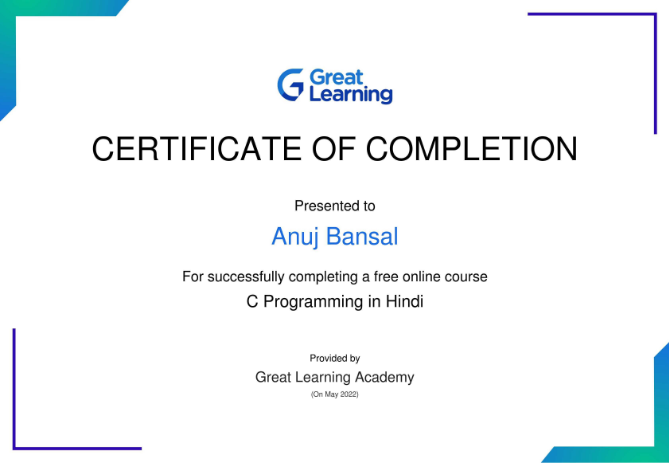 Great
Learning
CERTIFICATE OF COMPLETION
Presented to
Anuj Bansal
For successfully completing a free online course
C Programming in Hindi
Provided by
Great Learning Academy
(On May 2022)